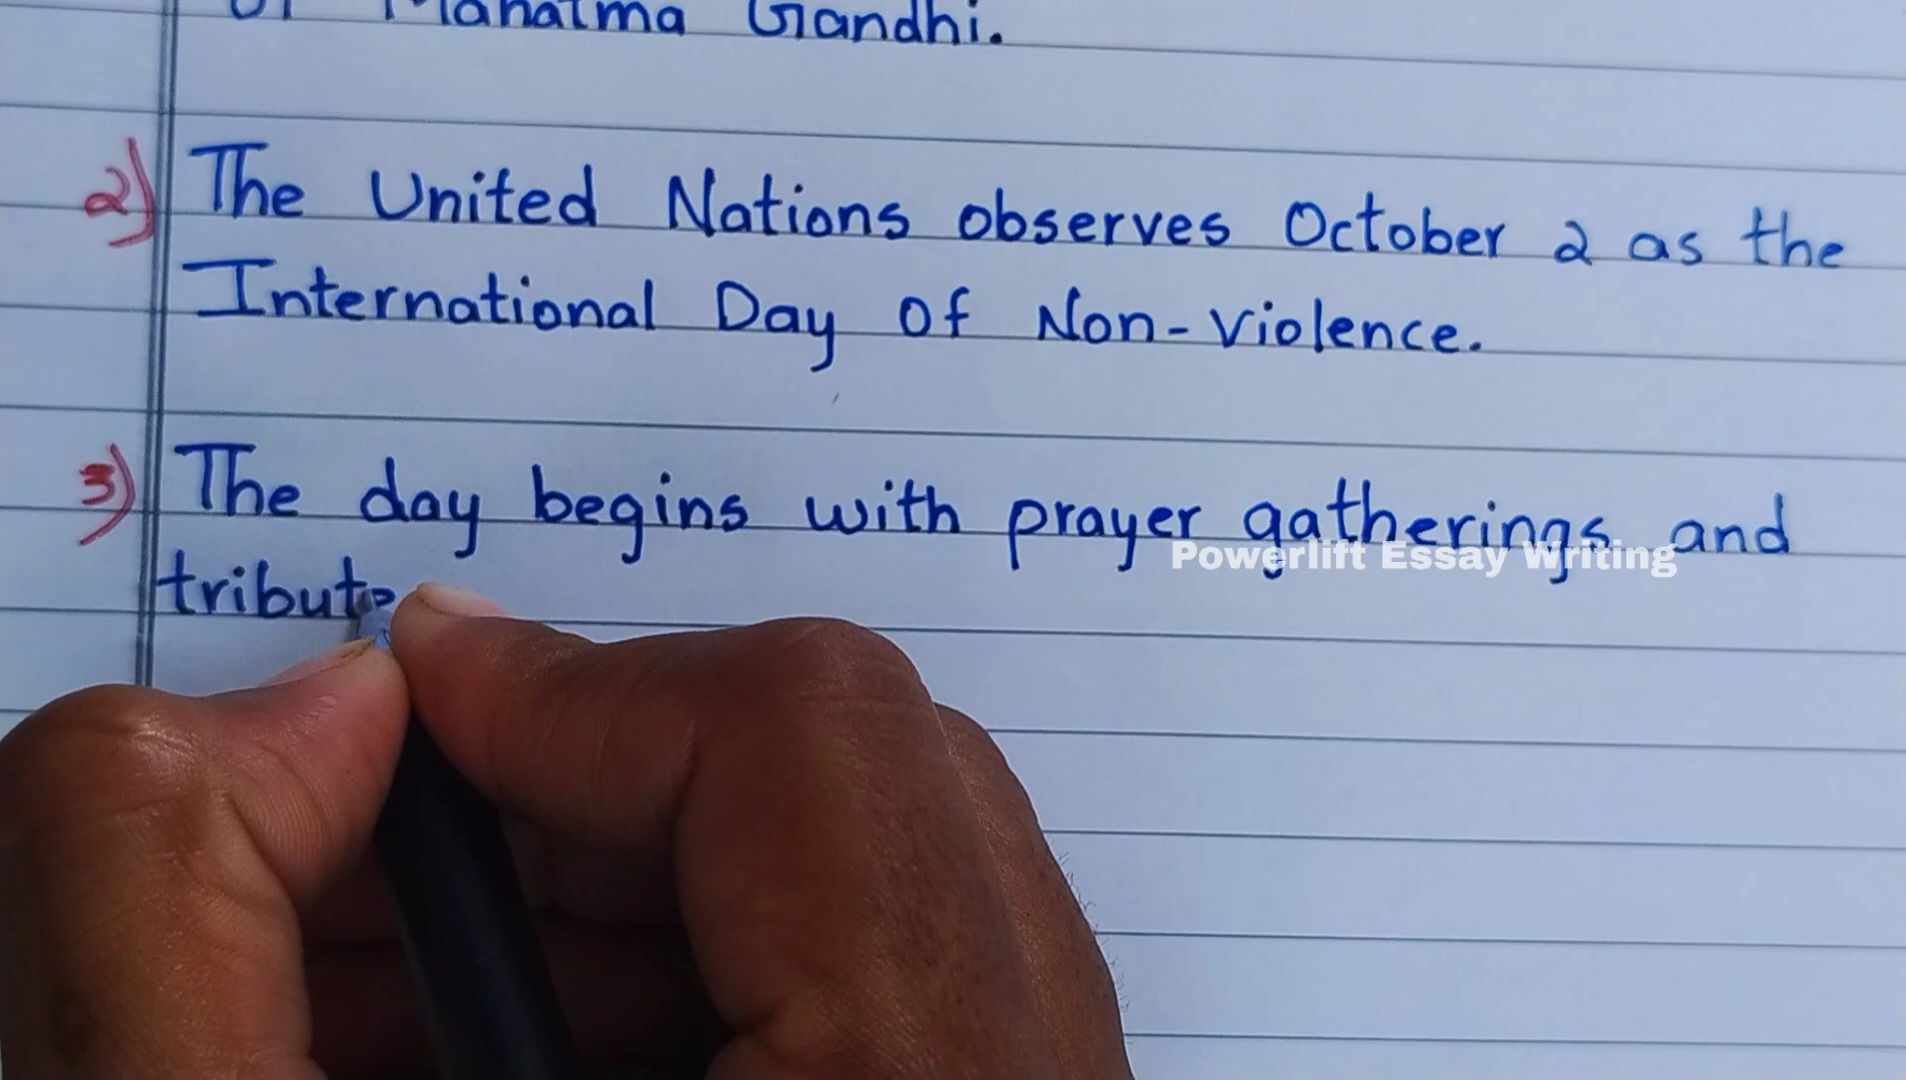 of Mahatma Gandhi.
2) The United Nations observes October 2 as the
International Day of Non-Violence.
3) The day begins with prayer gatherings and
Powerlift Essay Writing
tribute